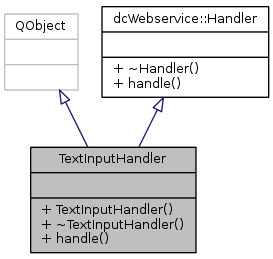 QObject
dcWebservice::Handler
+ ~Handler()
+ handle()
TextInputHandler
+ TextInputHandler()
+ ~TextInputHandler()
+ handle()